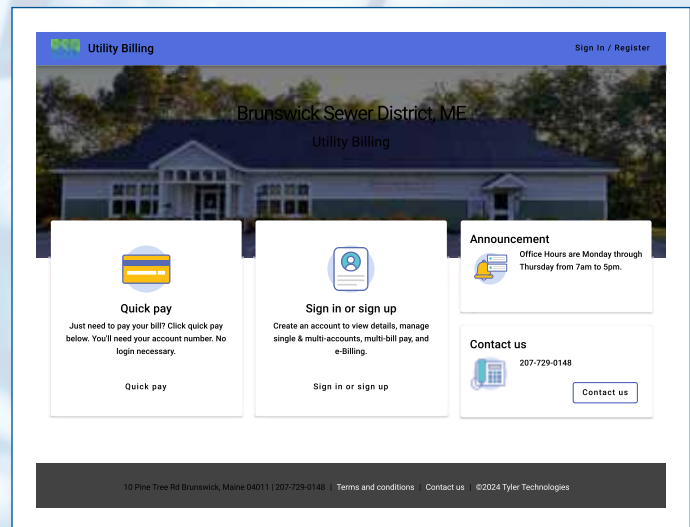 Utility Billing
Sign In / Register
Brunswick Sewer District, ME
Utility Billing
Quick pay
Just need to pay your bill? Click quick pay
below. You'll need your account number. No
login necessary.
Quick pay
Sign in or sign up
Create an account to view details, manage
single & multi-accounts, multi-bill pay, and
e-Billing.
Sign in or sign up
Announcement
Office Hours are Monday through
Thursday from 7am to 5pm.
Contact us
207-729-0148
Contact us
10 Pine Tree Rd Brunswick, Maine 04011 | 207-729-0148 | Terms and conditions | Contact us | ©2024 Tyler Technologies